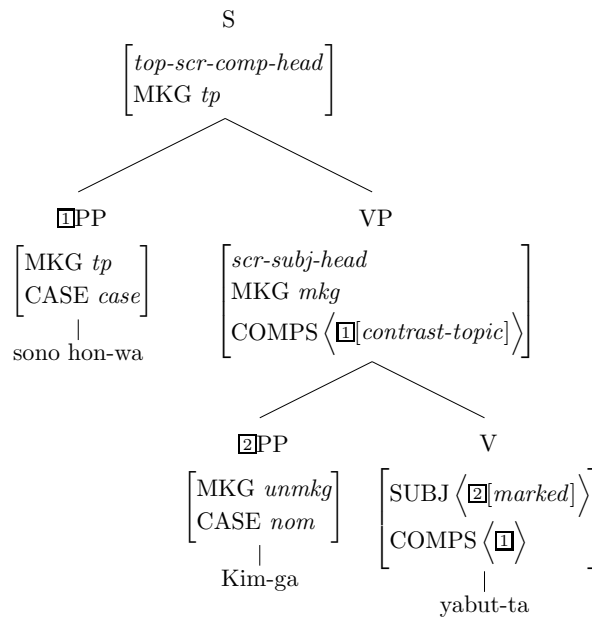 S
[top-scr-comp-head
MKG tp]
1PP VP
[MKG tp
CASE case]
[scr-subj-head
MKG mkg
COMPS ⟨1[contrast-topic]⟩]
sono hon-wa
2PP V
[MKG unmkg
CASE nom]
[SUBJ ⟨2[marked]⟩
COMPS ⟨1⟩]
Kim-ga
yabut-ta